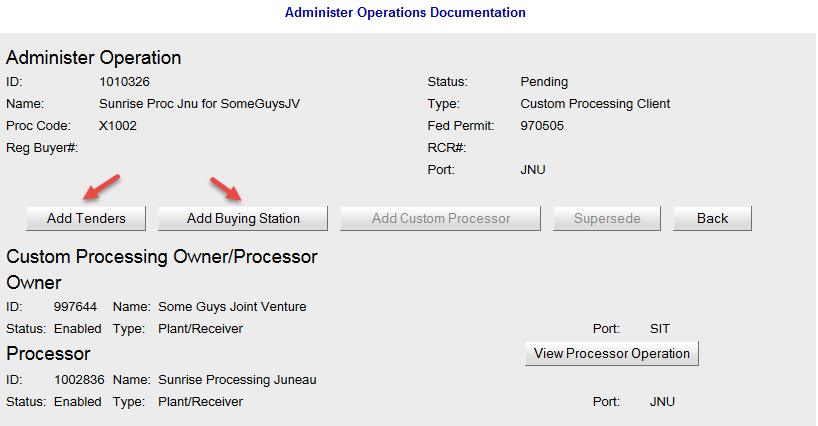 Administer Operations Documentation
Administer Operation
ID: 1010326 Status: Pending
Name: Sunrise Proc Jnu for SomeGuysJV Type: Custom Processing Client
Proc Code: X1002 Fed Permit: 970505
Reg Buyer#: RCR#:
Port: JNU
Add Tenders Add Buying Station Add Custom Processor Supersede Back
Custom Processing Owner/Processor
Owner
ID: 997644 Name: Some Guys Joint Venture
Status: Enabled Type: Plant/Receiver Port: SIT
Processor View Processor Operation
ID: 1002836 Name: Sunrise Processing Juneau
Status: Enabled Type: Plant/Receiver Port: JNU